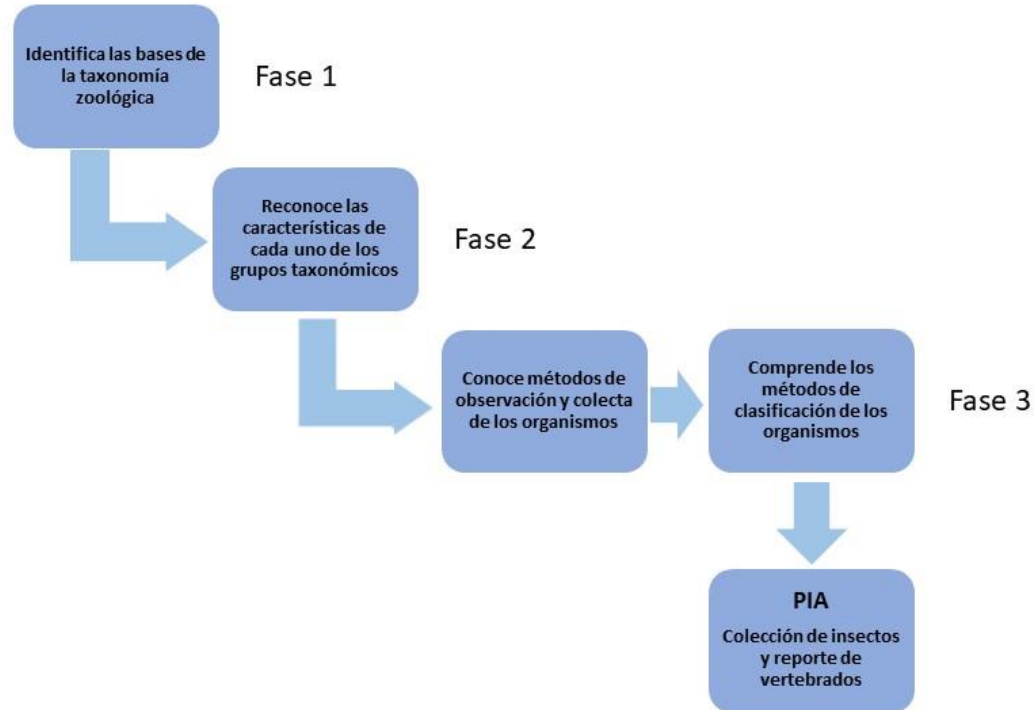 Identifica las bases de
la taxonomía
zoológica
Fase 1
Reconoce las
características de
cada uno de los
grupos taxonómicos
Fase 2
Conoce métodos de
observación y colecta
de los organismos
Comprende los
métodos de
clasificación de los
organismos
Fase 3
PIA
Colección de insectos
y reporte de
vertebrados